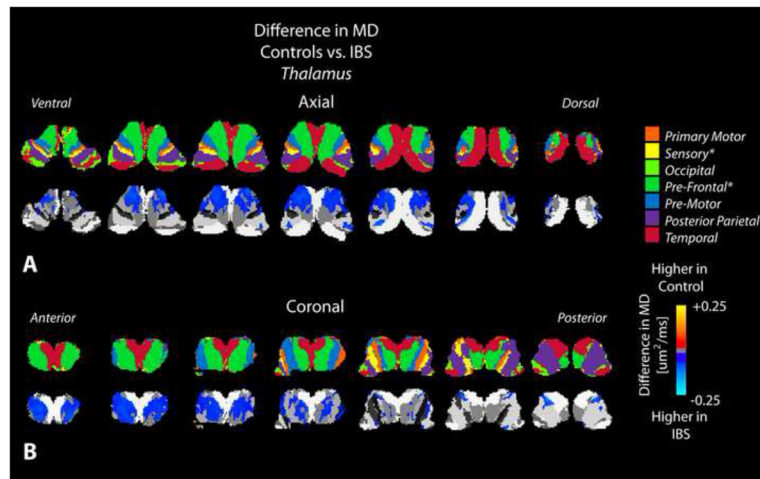 Difference in MD
Controls vs. IBS
Thalamus
Ventral
Axial
Dorsal
Primary Motor
Sensory*
Occipital
Pre-Frontal*
Pre-Motor
Posterior Parietal
Temporal
A
Higher in
Control
Anterior
Coronal
Posterior
Difference in MD
[um²/ms]
+0.25
-0.25
Higher in
IBS
B